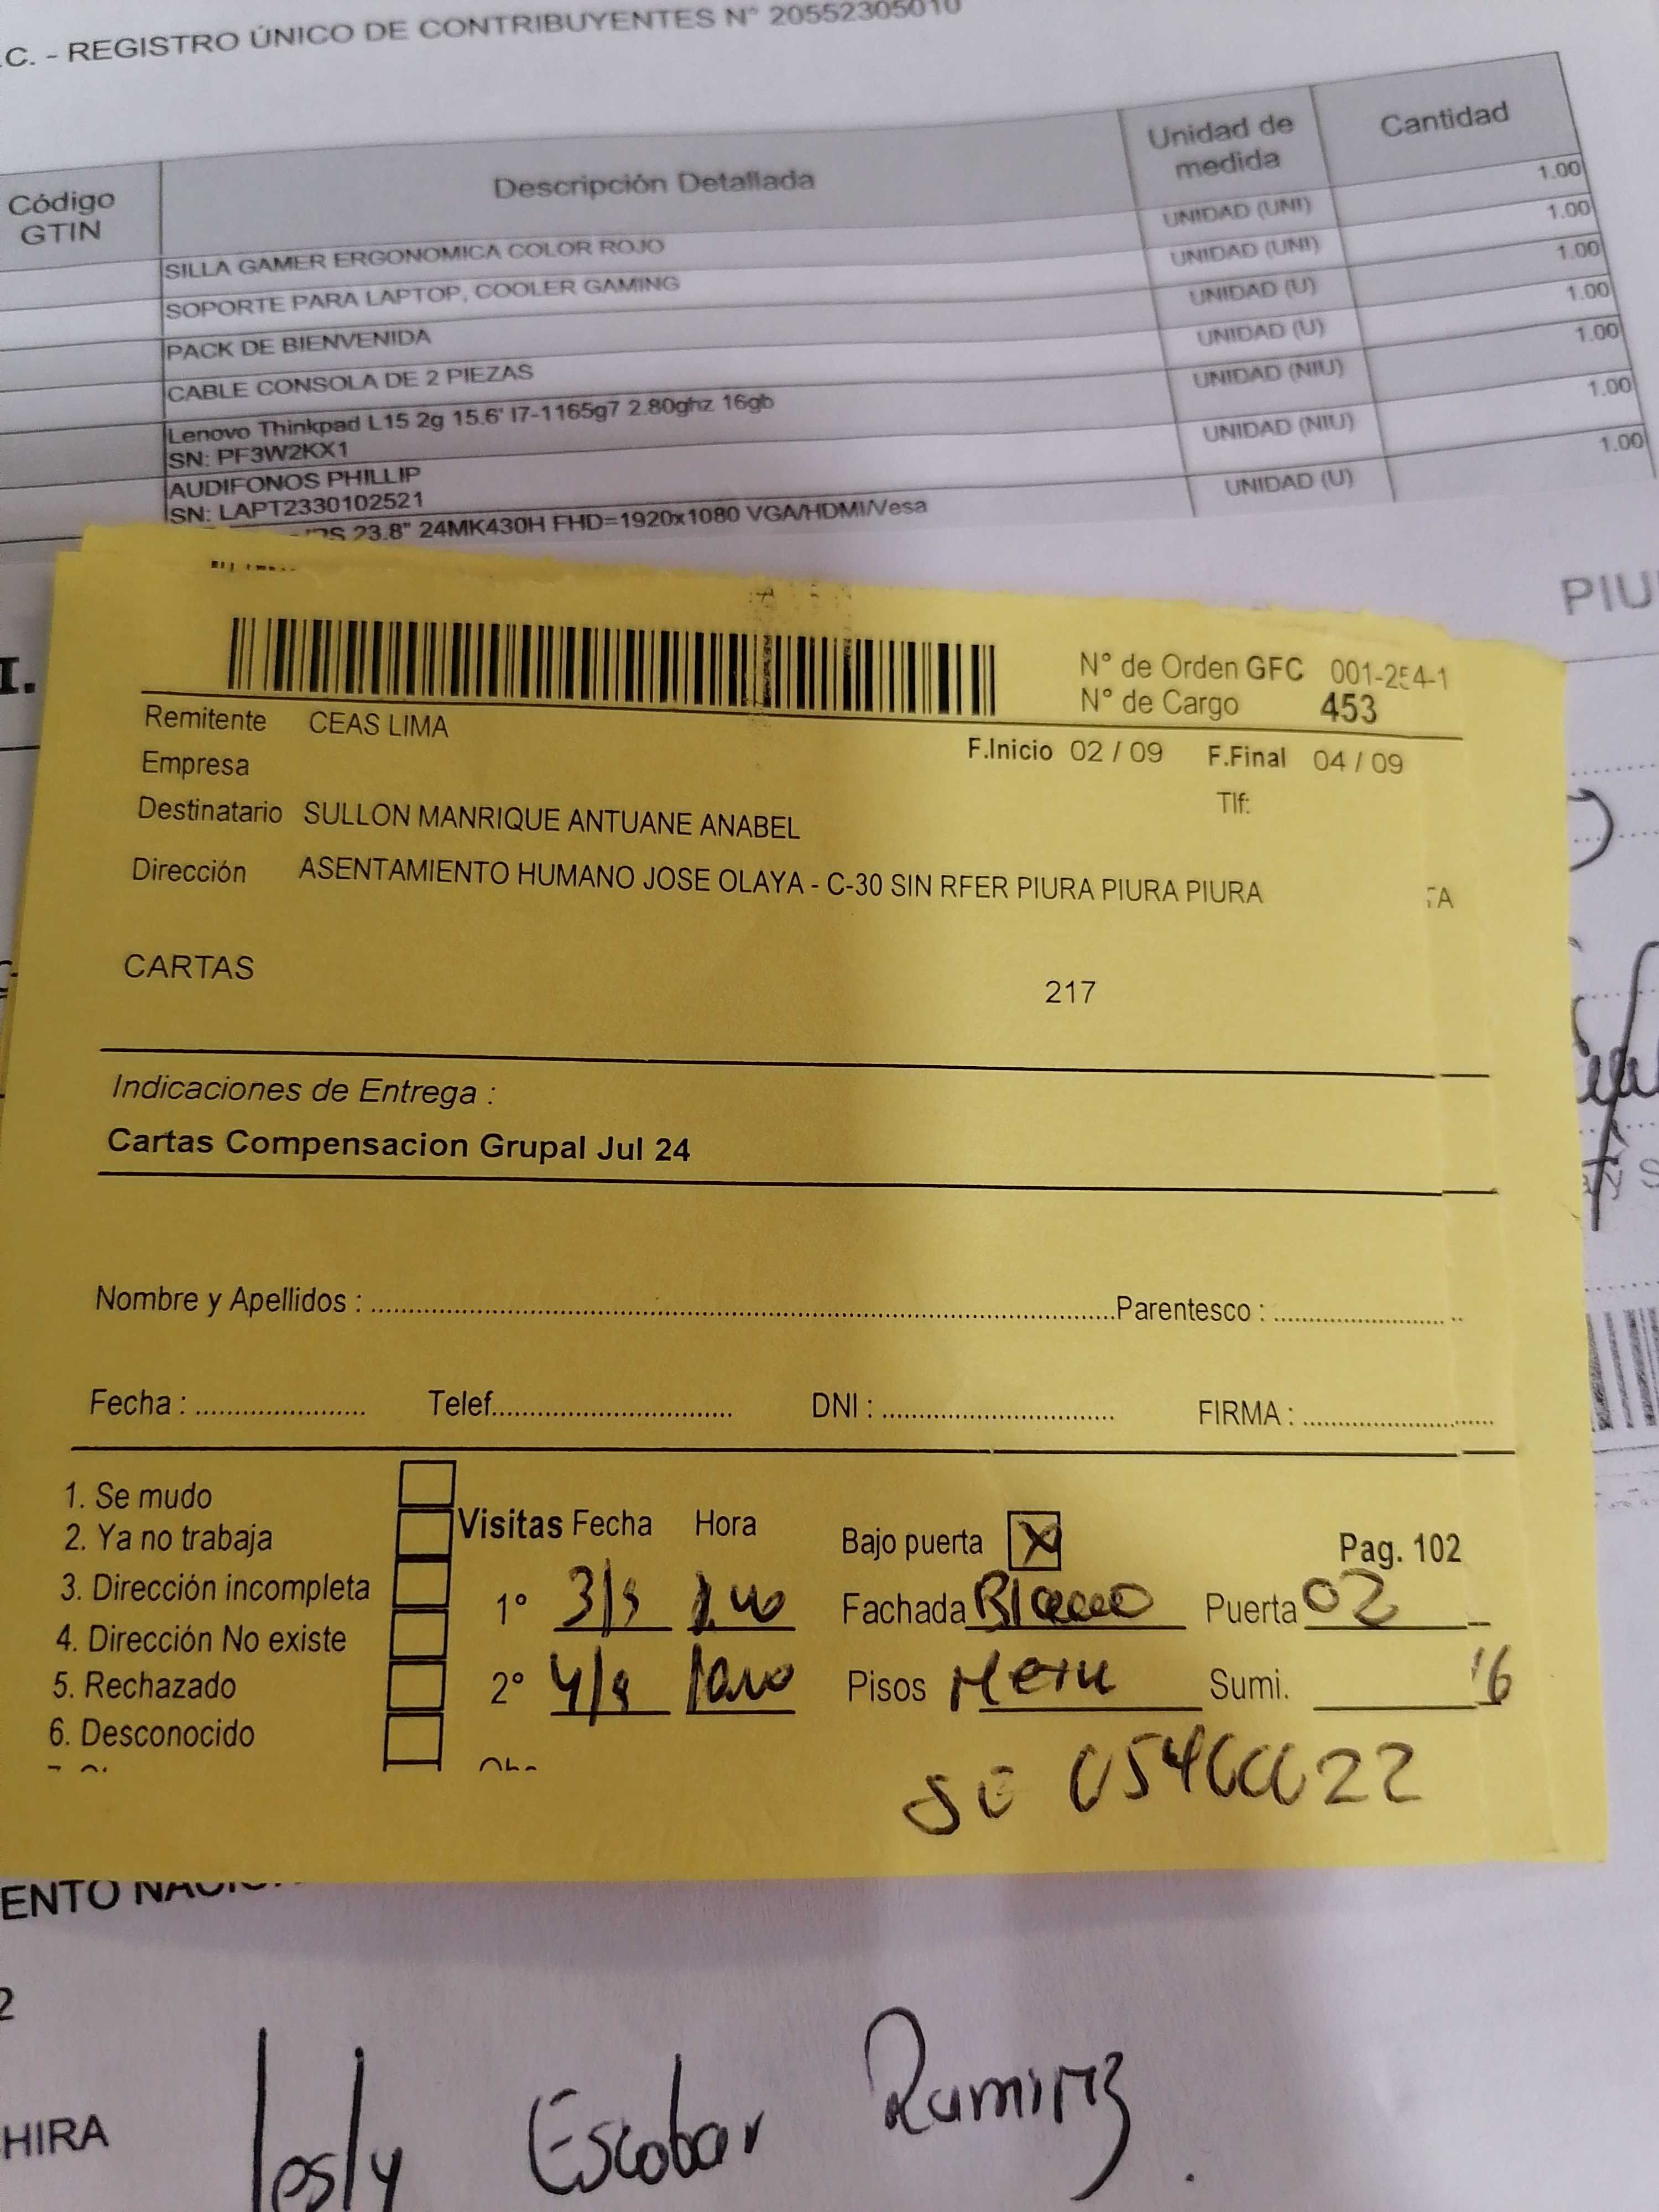 .C. - REGISTRO ÚNICO DE CONTRIBUYENTES N° 20552305010
Código GTIN Descripción Detallada Unidad de medida Cantidad
SILLA GAMER ERGONOMICA COLOR ROJO UNIDAD (UNI) 1.00
SOPORTE PARA LAPTOP, COOLER GAMING UNIDAD (UNI) 1.00
PACK DE BIENVENIDA UNIDAD (U) 1.00
CABLE CONSOLA DE 2 PIEZAS UNIDAD (U) 1.00
Lenovo Thinkpad L15 2g 15.6' I7-1165g7 2.80ghz 16gb UNIDAD (NIU) 1.00
SN: PF3W2KX1
AUDIFONOS PHILLIP UNIDAD (NIU) 1.00
SN: LAPT2330102521
23.8" 24MK430H FHD=1920x1080 VGA/HDMI/Vesa UNIDAD (U) 1.00
PIU
I.
N° de Orden GFC 001-254-1
N° de Cargo 453
Remitente CEAS LIMA
F.Inicio 02 / 09 F.Final 04 / 09
Empresa
Tlf:
Destinatario SULLON MANRIQUE ANTUANE ANABEL
Dirección ASENTAMIENTO HUMANO JOSE OLAYA - C-30 SIN RFER PIURA PIURA PIURA
CARTAS 217
Indicaciones de Entrega :
Cartas Compensacion Grupal Jul 24
Nombre y Apellidos : Parentesco :
Fecha : Telef. DNI : FIRMA :
1. Se mudo
2. Ya no trabaja
3. Dirección incompleta
4. Dirección No existe
5. Rechazado
6. Desconocido
Visitas Fecha Hora
1° 3/9
2° 4/9
Bajo puerta X Pag. 102
Fachada Blanco Puerta 02
Pisos Sumi. 16
ENTO NACIO
2
HIRA
lesly Escobar Ramirez.